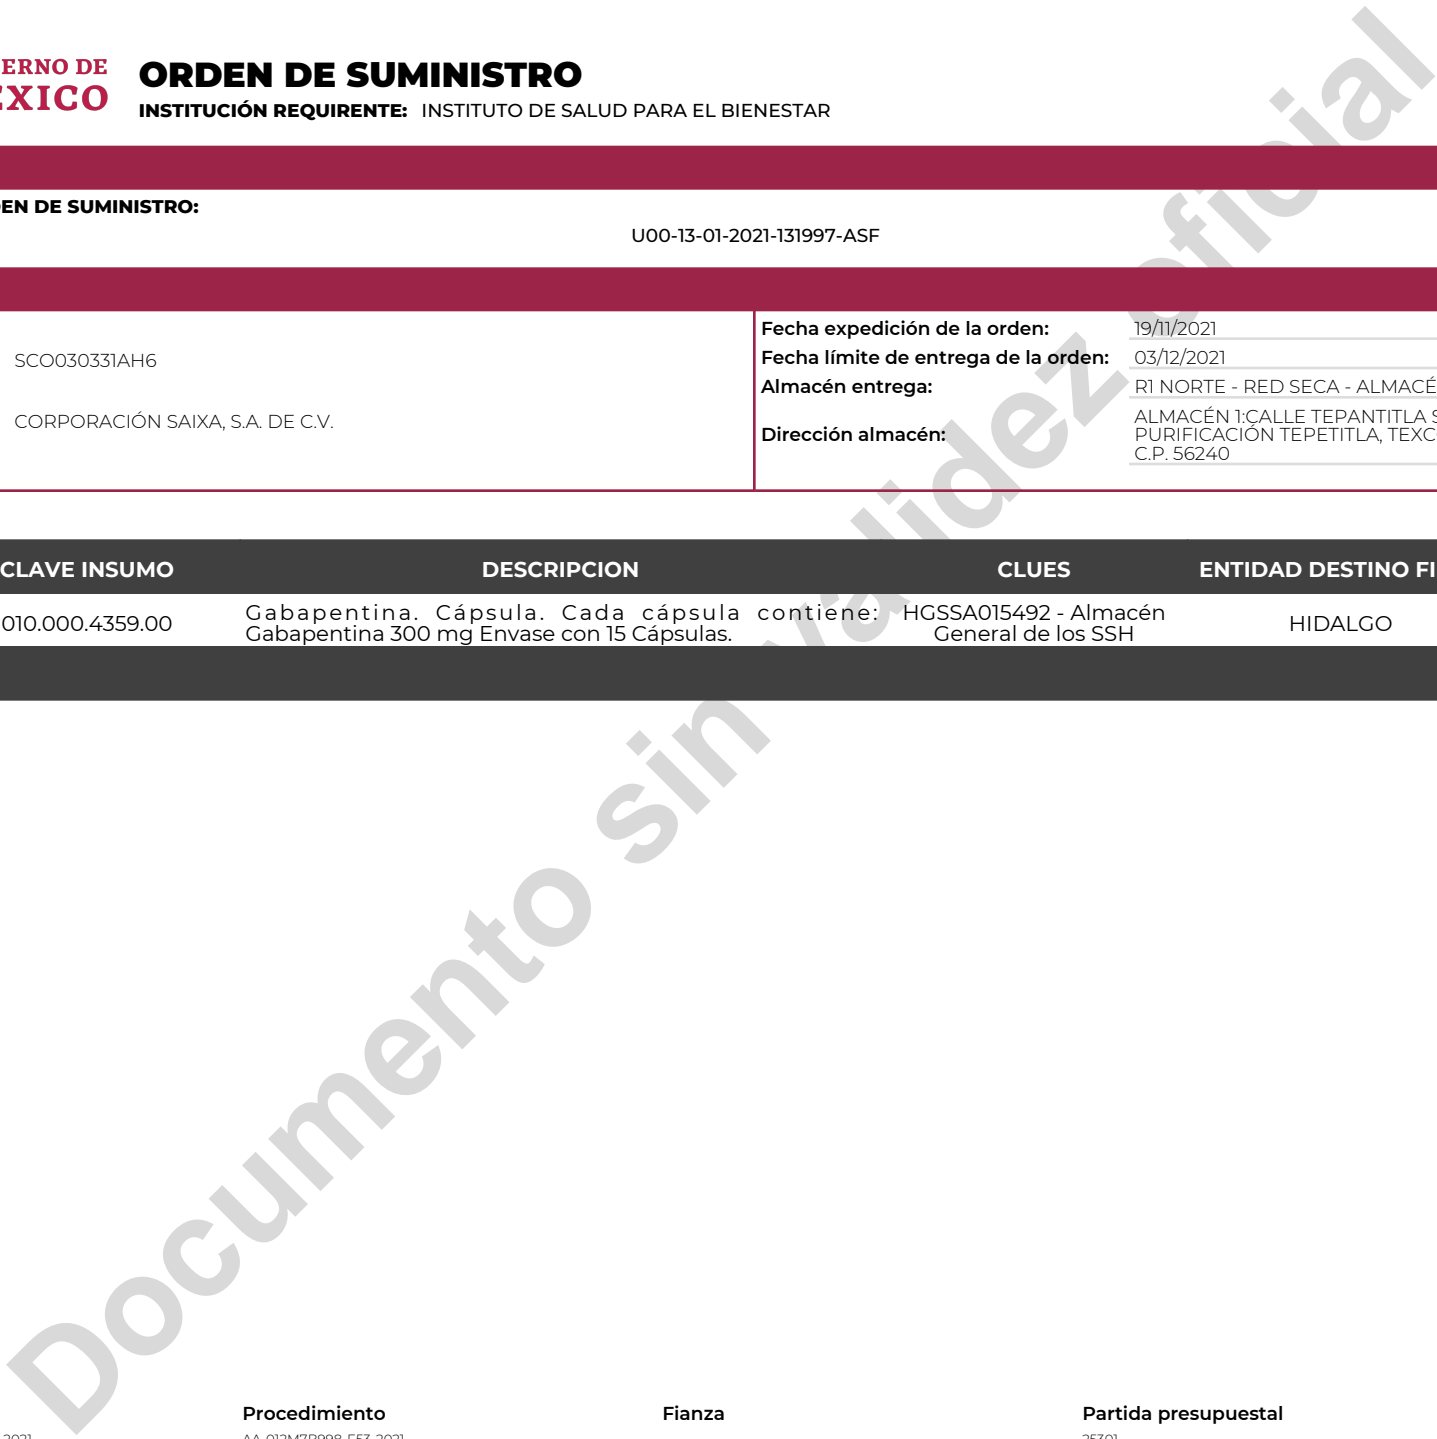 ORDEN DE SUMINISTRO
INSTITUCIÓN REQUIRENTE: INSTITUTO DE SALUD PARA EL BIENESTAR
ERNO DE
EXICO
EN DE SUMINISTRO:
U00-13-01-2021-131997-ASF
SCO030331AH6
CORPORACIÓN SAIXA, S.A. DE C.V.
Fecha expedición de la orden: 19/11/2021
Fecha límite de entrega de la orden: 03/12/2021
Almacén entrega: R1 NORTE - RED SECA - ALMACÉ
Dirección almacén:
ALMACÉN 1:CALLE TEPANTITLA S
PURIFICACIÓN TEPETITLA, TEXC
C.P. 56240
CLAVE INSUMO DESCRIPCION CLUES ENTIDAD DESTINO FI
010.000.4359.00
Gabapentina. Cápsula. Cada cápsula contiene:
Gabapentina 300 mg Envase con 15 Cápsulas.
HGSSA015492 - Almacén
General de los SSH
HIDALGO
Documento sin validez oficial
Procedimiento Fianza Partida presupuestal